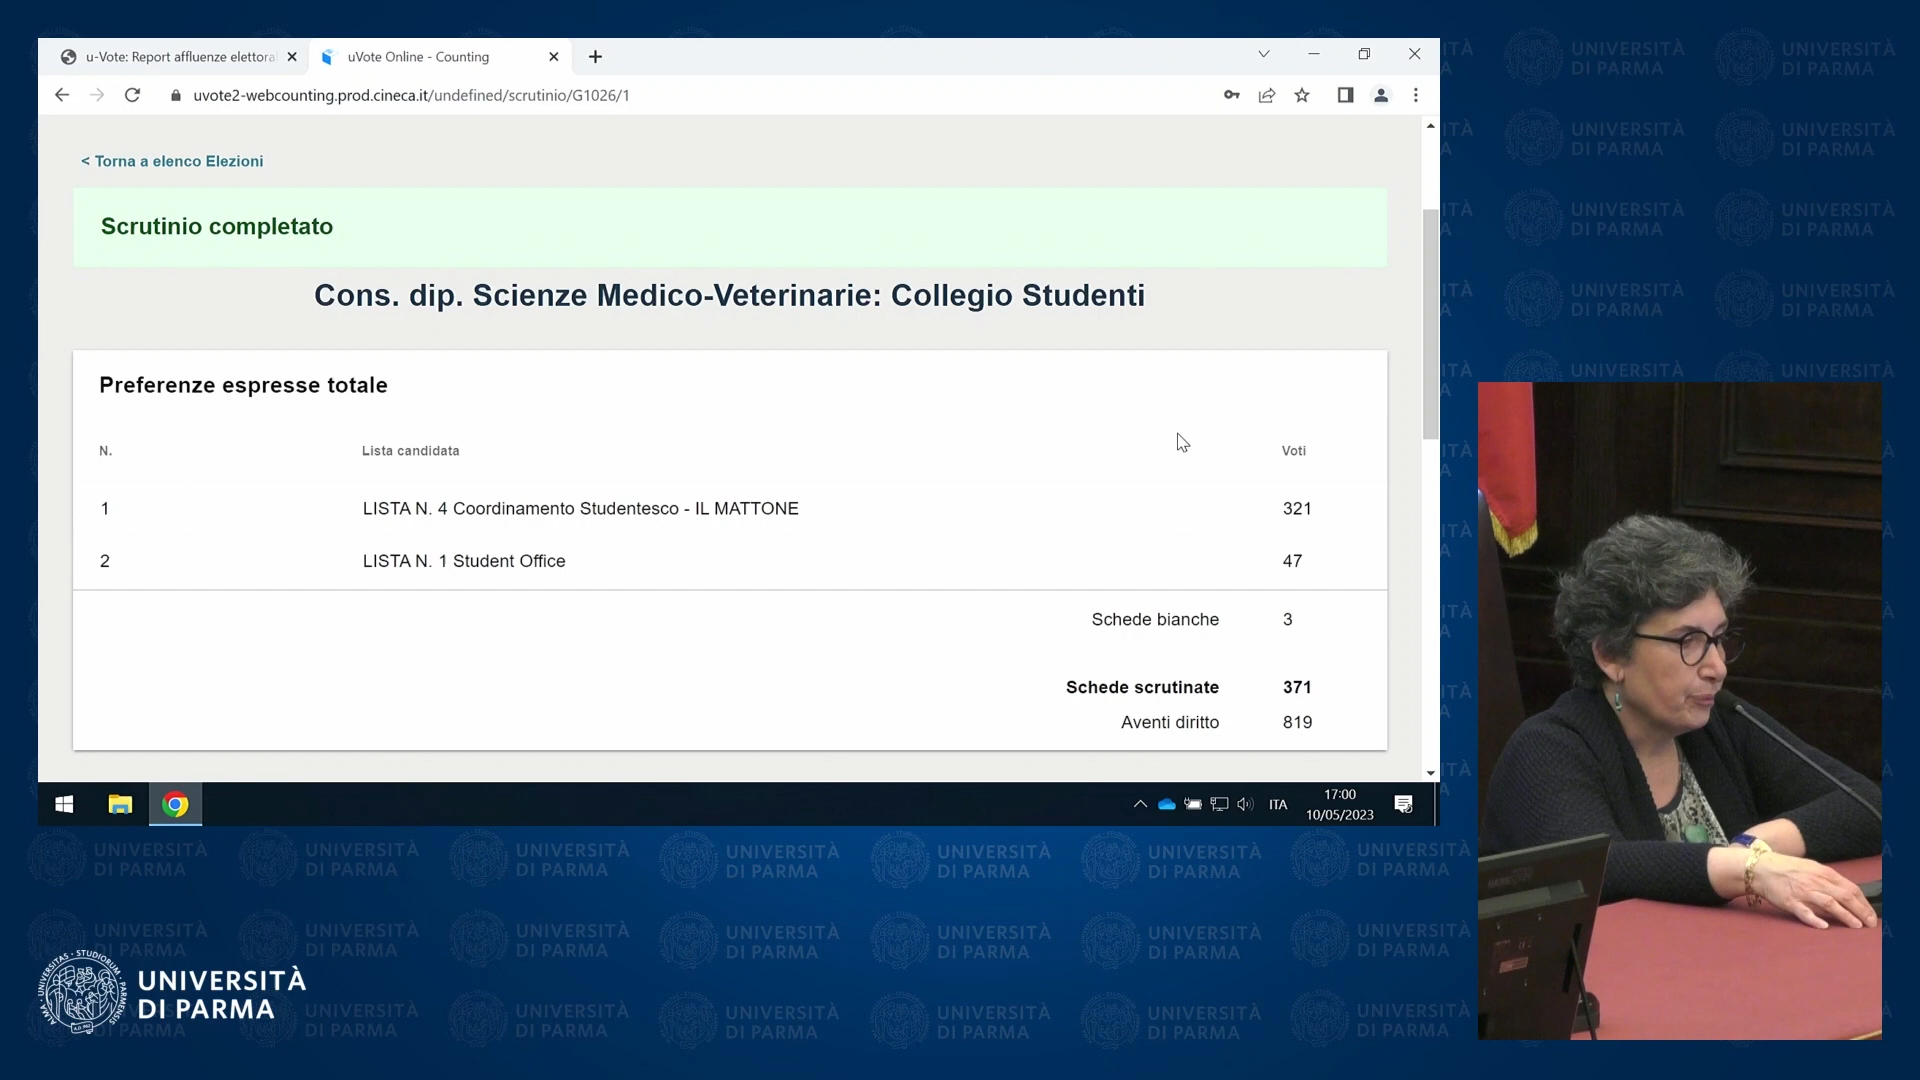 u-Vote: Report affluenze elettora
uVote Online - Counting
uvote2-webcounting.prod.cineca.it/undefined/scrutinio/G1026/1
< Torna a elenco Elezioni
Scrutinio completato
Cons. dip. Scienze Medico-Veterinarie: Collegio Studenti
Preferenze espresse totale
N. Lista candidata Voti
1 LISTA N. 4 Coordinamento Studentesco - IL MATTONE 321
2 LISTA N. 1 Student Office 47
Schede bianche 3
Schede scrutinate 371
Aventi diritto 819
ITA
17:00
10/05/2023
UNIVERSITÀ
DI PARMA